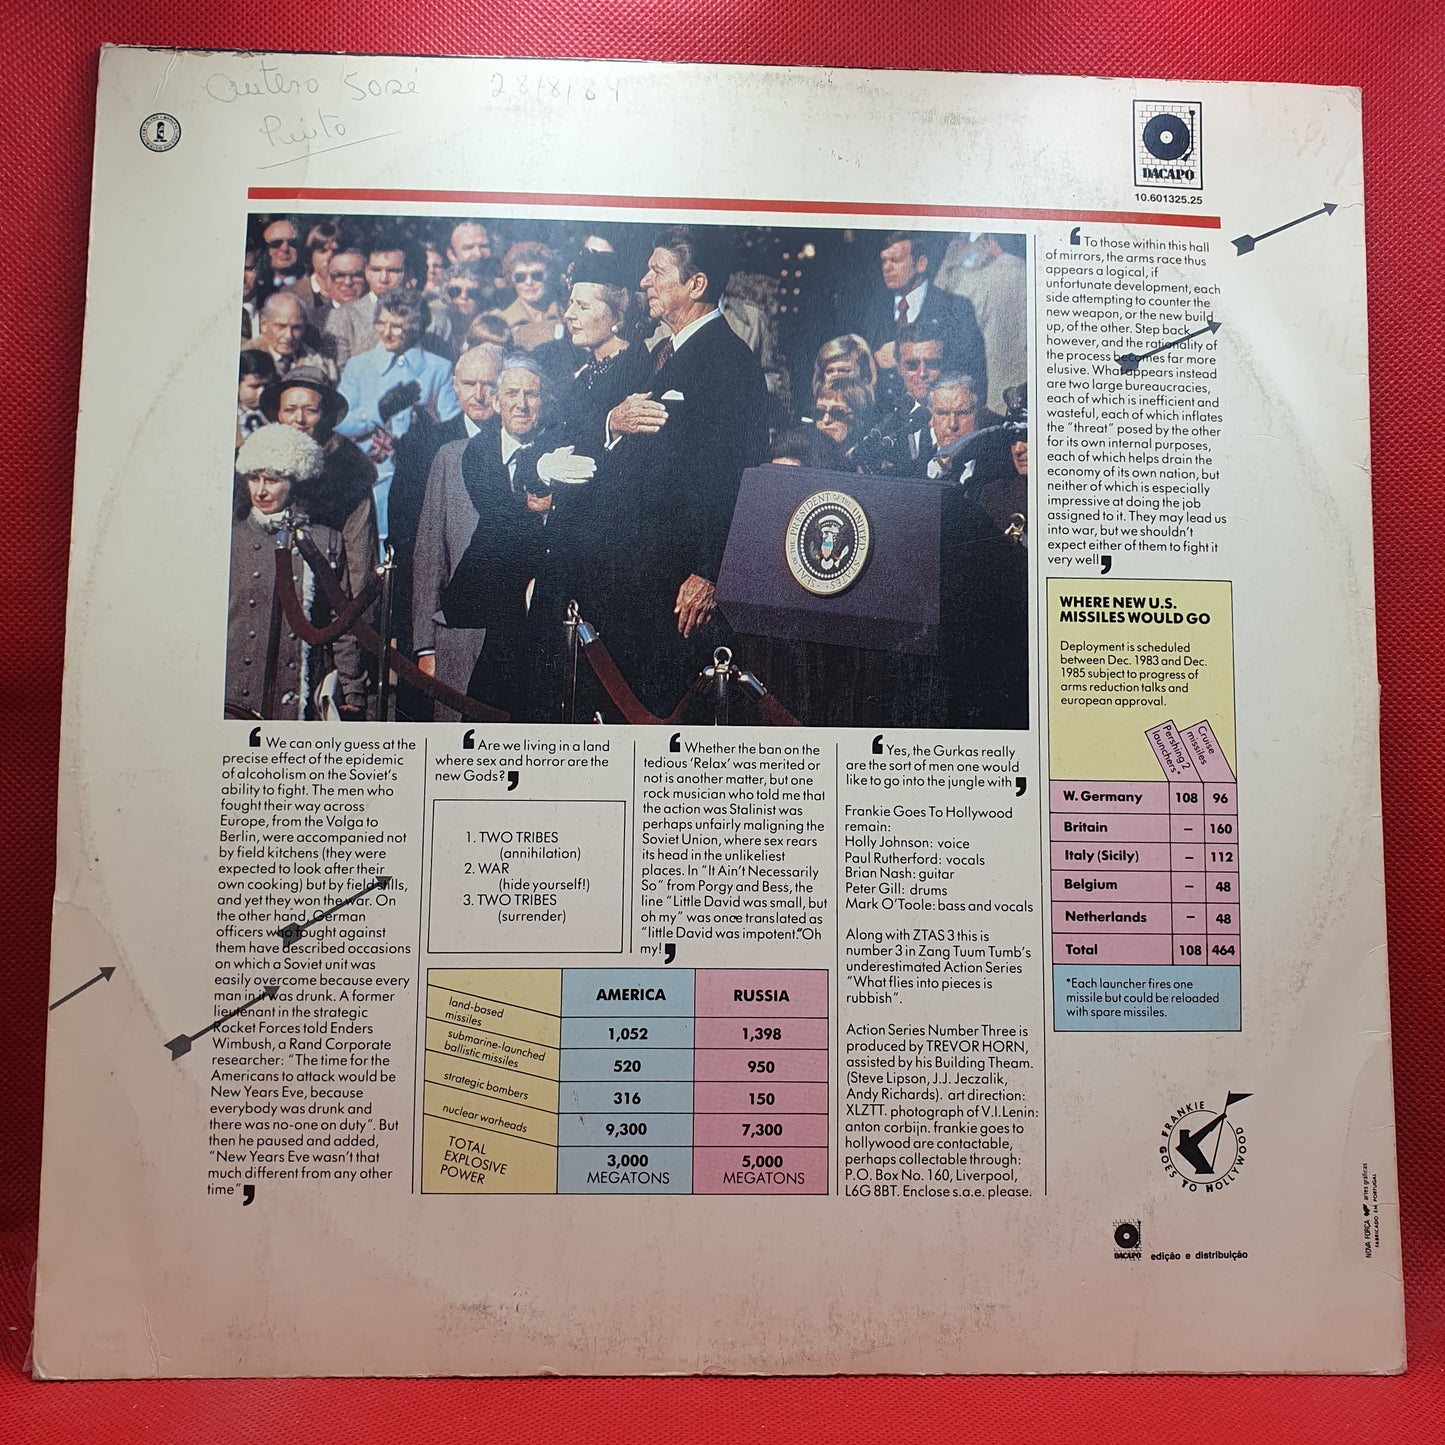 28/8/84
DACAPO
10.601325.25
SEAL OF THE PRESIDENT OF THE UNITED STATES
❛ To those within this hall
of mirrors, the arms race thus
appears a logical, if
unfortunate development, each
side attempting to counter the
new weapon, or the new build
up, of the other. Step back
however, and the rationality of
the process becomes far more
elusive. What appears instead
are two large bureaucracies,
each of which is inefficient and
wasteful, each of which inflates
the "threat" posed by the other
for its own internal purposes,
each of which helps drain the
economy of its own nation, but
neither of which is especially
impressive at doing the job
assigned to it. They may lead us
into war, but we shouldn't
expect either of them to fight it
very well❜
WHERE NEW U.S.
MISSILES WOULD GO
Deployment is scheduled
between Dec. 1983 and Dec.
1985 subject to progress of
arms reduction talks and
european approval.
Pershing 2
launchers*
Cruise
missiles
W. Germany 108 96
Britain – 160
Italy (Sicily) – 112
Belgium – 48
Netherlands – 48
Total 108 464
*Each launcher fires one
missile but could be reloaded
with spare missiles.
❛ We can only guess at the
precise effect of the epidemic
of alcoholism on the Soviet's
ability to fight. The men who
fought their way across
Europe, from the Volga to
Berlin, were accompanied not
by field kitchens (they were
expected to look after their
own cooking) but by field stills,
and yet they won the war. On
the other hand, German
officers who fought against
them have described occasions
on which a Soviet unit was
easily overcome because every
man in it was drunk. A former
lieutenant in the strategic
Rocket Forces told Enders
Wimbush, a Rand Corporate
researcher: "The time for the
Americans to attack would be
New Years Eve, because
everybody was drunk and
there was no-one on duty". But
then he paused and added,
"New Years Eve wasn't that
much different from any other
time"❜
❛ Are we living in a land
where sex and horror are the
new Gods?❜
1. TWO TRIBES
(annihilation)
2. WAR
(hide yourself!)
3. TWO TRIBES
(surrender)
❛ Whether the ban on the
tedious 'Relax' was merited or
not is another matter, but one
rock musician who told me that
the action was Stalinist was
perhaps unfairly maligning the
Soviet Union, where sex rears
its head in the unlikeliest
places. In "It Ain't Necessarily
So" from Porgy and Bess, the
line "Little David was small, but
oh my" was once translated as
"little David was impotent."Oh
my!❜
AMERICA RUSSIA
land-based
missiles
1,052 1,398
submarine-launched
ballistic missiles
520 950
strategic bombers
316 150
nuclear warheads
9,300 7,300
TOTAL
EXPLOSIVE
POWER
3,000 5,000
MEGATONS MEGATONS
❛ Yes, the Gurkas really
are the sort of men one would
like to go into the jungle with❜
Frankie Goes To Hollywood
remain:
Holly Johnson: voice
Paul Rutherford: vocals
Brian Nash: guitar
Peter Gill: drums
Mark O'Toole: bass and vocals
Along with ZTAS 3 this is
number 3 in Zang Tuum Tumb's
underestimated Action Series
"What flies into pieces is
rubbish".
Action Series Number Three is
produced by TREVOR HORN,
assisted by his Building Theam.
(Steve Lipson, J.J. Jeczalik,
Andy Richards). art direction:
XLZTT. photograph of V.I. Lenin:
anton corbijn. frankie goes to
hollywood are contactable,
perhaps collectable through:
P.O. Box No. 160, Liverpool,
L6G 8BT. Enclose s.a.e. please.
FRANKIE GOES TO HOLLYWOOD
DACAPO edição e distribuição
NOVA FORÇA artes gráficas
FABRICADO EM PORTUGAL